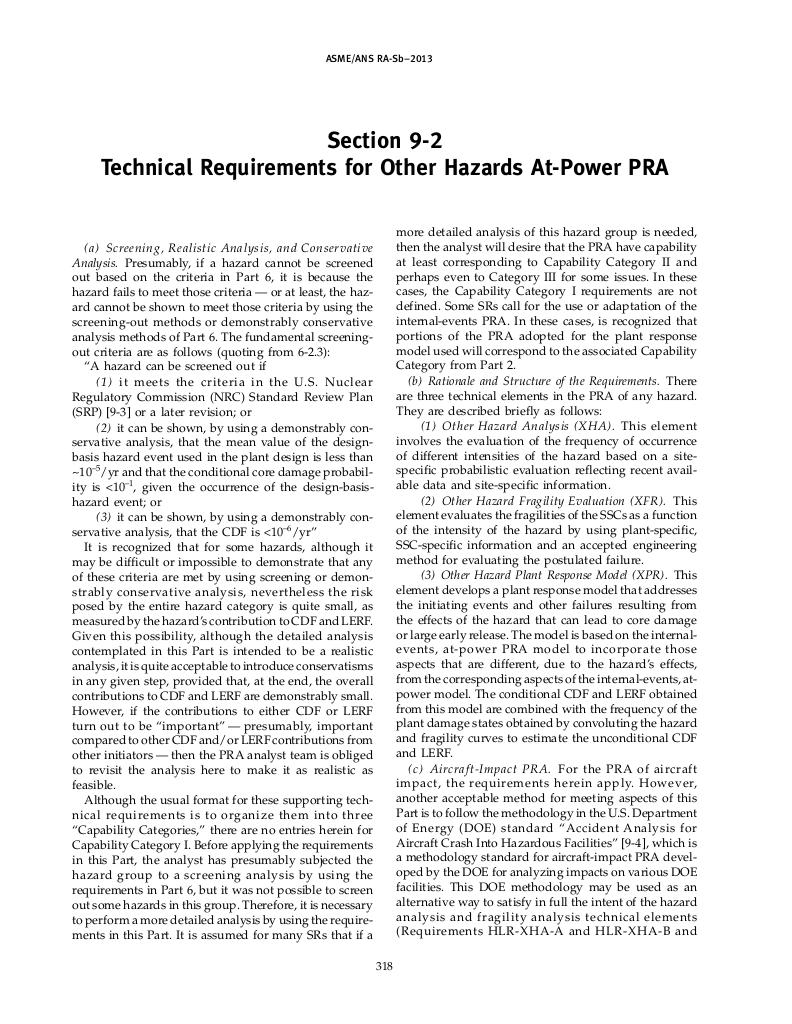 ASME/ANS RA-Sb–2013
Section 9-2
Technical Requirements for Other Hazards At-Power PRA
(a) Screening, Realistic Analysis, and Conservative
Analysis. Presumably, if a hazard cannot be screened
out based on the criteria in Part 6, it is because the
hazard fails to meet those criteria — or at least, the haz-
ard cannot be shown to meet those criteria by using the
screening-out methods or demonstrably conservative
analysis methods of Part 6. The fundamental screening-
out criteria are as follows (quoting from 6-2.3):
“A hazard can be screened out if
(1) it meets the criteria in the U.S. Nuclear
Regulatory Commission (NRC) Standard Review Plan
(SRP) [9-3] or a later revision; or
(2) it can be shown, by using a demonstrably con-
servative analysis, that the mean value of the design-
basis hazard event used in the plant design is less than
~10⁻⁵/yr and that the conditional core damage probabil-
ity is <10⁻¹, given the occurrence of the design-basis-
hazard event; or
(3) it can be shown, by using a demonstrably con-
servative analysis, that the CDF is <10⁻⁶/yr”
It is recognized that for some hazards, although it
may be difficult or impossible to demonstrate that any
of these criteria are met by using screening or demon-
strably conservative analysis, nevertheless the risk
posed by the entire hazard category is quite small, as
measured by the hazard’s contribution to CDF and LERF.
Given this possibility, although the detailed analysis
contemplated in this Part is intended to be a realistic
analysis, it is quite acceptable to introduce conservatisms
in any given step, provided that, at the end, the overall
contributions to CDF and LERF are demonstrably small.
However, if the contributions to either CDF or LERF
turn out to be “important” — presumably, important
compared to other CDF and/or LERF contributions from
other initiators — then the PRA analyst team is obliged
to revisit the analysis here to make it as realistic as
feasible.
Although the usual format for these supporting tech-
nical requirements is to organize them into three
“Capability Categories,” there are no entries herein for
Capability Category I. Before applying the requirements
in this Part, the analyst has presumably subjected the
hazard group to a screening analysis by using the
requirements in Part 6, but it was not possible to screen
out some hazards in this group. Therefore, it is necessary
to perform a more detailed analysis by using the require-
ments in this Part. It is assumed for many SRs that if a
more detailed analysis of this hazard group is needed,
then the analyst will desire that the PRA have capability
at least corresponding to Capability Category II and
perhaps even to Category III for some issues. In these
cases, the Capability Category I requirements are not
defined. Some SRs call for the use or adaptation of the
internal-events PRA. In these cases, is recognized that
portions of the PRA adopted for the plant response
model used will correspond to the associated Capability
Category from Part 2.
(b) Rationale and Structure of the Requirements. There
are three technical elements in the PRA of any hazard.
They are described briefly as follows:
(1) Other Hazard Analysis (XHA). This element
involves the evaluation of the frequency of occurrence
of different intensities of the hazard based on a site-
specific probabilistic evaluation reflecting recent avail-
able data and site-specific information.
(2) Other Hazard Fragility Evaluation (XFR). This
element evaluates the fragilities of the SSCs as a function
of the intensity of the hazard by using plant-specific,
SSC-specific information and an accepted engineering
method for evaluating the postulated failure.
(3) Other Hazard Plant Response Model (XPR). This
element develops a plant response model that addresses
the initiating events and other failures resulting from
the effects of the hazard that can lead to core damage
or large early release. The model is based on the internal-
events, at-power PRA model to incorporate those
aspects that are different, due to the hazard’s effects,
from the corresponding aspects of the internal-events, at-
power model. The conditional CDF and LERF obtained
from this model are combined with the frequency of the
plant damage states obtained by convoluting the hazard
and fragility curves to estimate the unconditional CDF
and LERF.
(c) Aircraft-Impact PRA. For the PRA of aircraft
impact, the requirements herein apply. However,
another acceptable method for meeting aspects of this
Part is to follow the methodology in the U.S. Department
of Energy (DOE) standard “Accident Analysis for
Aircraft Crash Into Hazardous Facilities” [9-4], which is
a methodology standard for aircraft-impact PRA devel-
oped by the DOE for analyzing impacts on various DOE
facilities. This DOE methodology may be used as an
alternative way to satisfy in full the intent of the hazard
analysis and fragility analysis technical elements
(Requirements HLR-XHA-A and HLR-XHA-B and
318